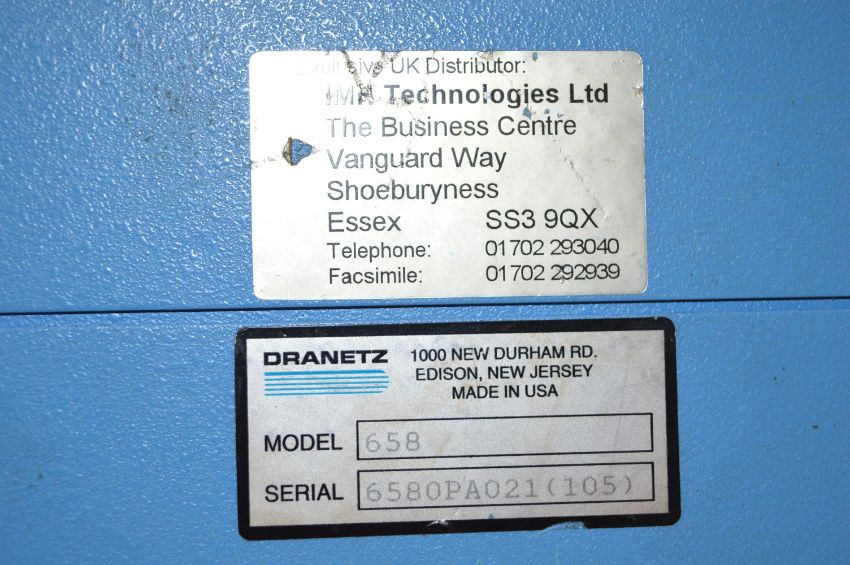 Exclusive UK Distributor:
Technologies Ltd
The Business Centre
Vanguard Way
Shoeburyness
Essex SS3 9QX
Telephone: 01702 293040
Facsimile: 01702 292939
DRANETZ
1000 NEW DURHAM RD.
EDISON, NEW JERSEY
MADE IN USA
MODEL 658
SERIAL 6580PA021(105)